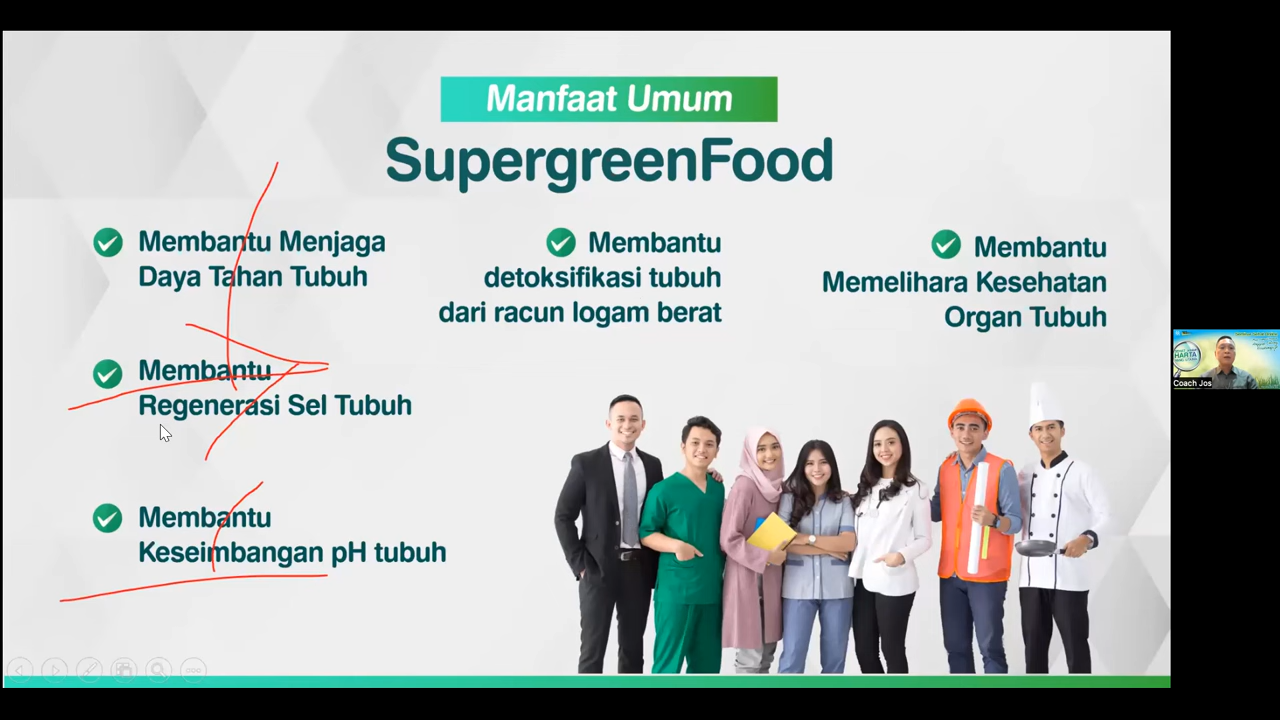 Manfaat Umum
SupergreenFood
Membantu Menjaga
Daya Tahan Tubuh
Membantu
Regenerasi Sel Tubuh
Membantu
Keseimbangan pH tubuh
Membantu
detoksifikasi tubuh
dari racun logam berat
Membantu
Memelihara Kesehatan
Organ Tubuh
HARTA
Coach Jos